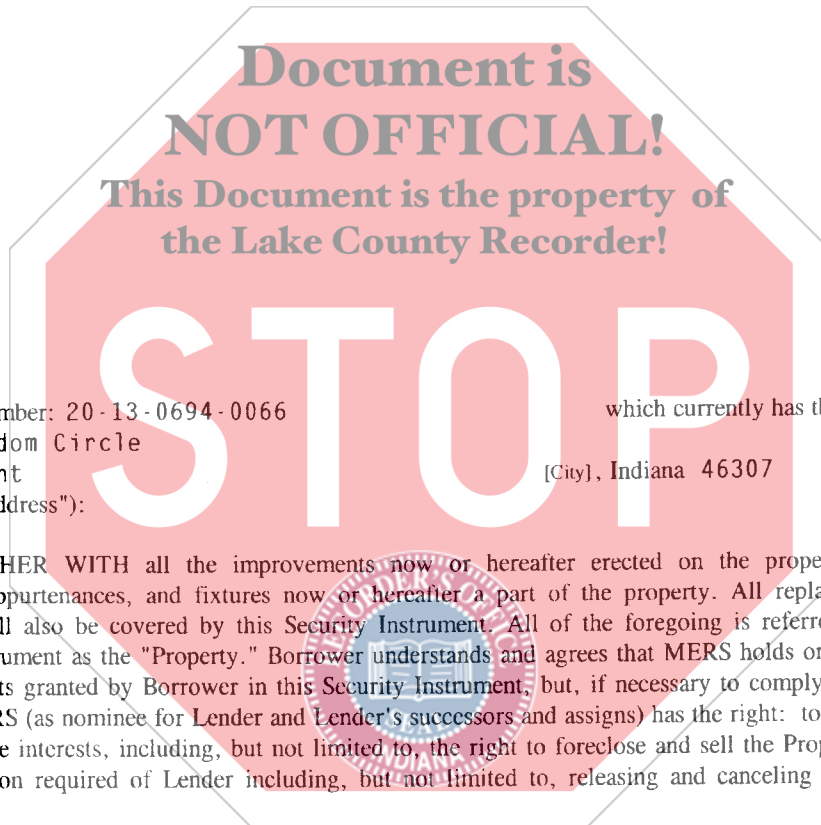 Document is
NOT OFFICIAL!
This Document is the property of
the Lake County Recorder!
STOP
mber: 20-13-0694-0066 which currently has th
dom Circle
nt [City], Indiana 46307
ddress"):
HER WITH all the improvements now or hereafter erected on the prope
ppurtenances, and fixtures now or hereafter a part of the property. All repla
ll also be covered by this Security Instrument. All of the foregoing is referre
ument as the "Property." Borrower understands and agrees that MERS holds on
ts granted by Borrower in this Security Instrument, but, if necessary to comply
RS (as nominee for Lender and Lender's successors and assigns) has the right: to
e interests, including, but not limited to, the right to foreclose and sell the Prop
on required of Lender including, but not limited to, releasing and canceling
RECORDER'S OFFICE
SEAL
INDIANA